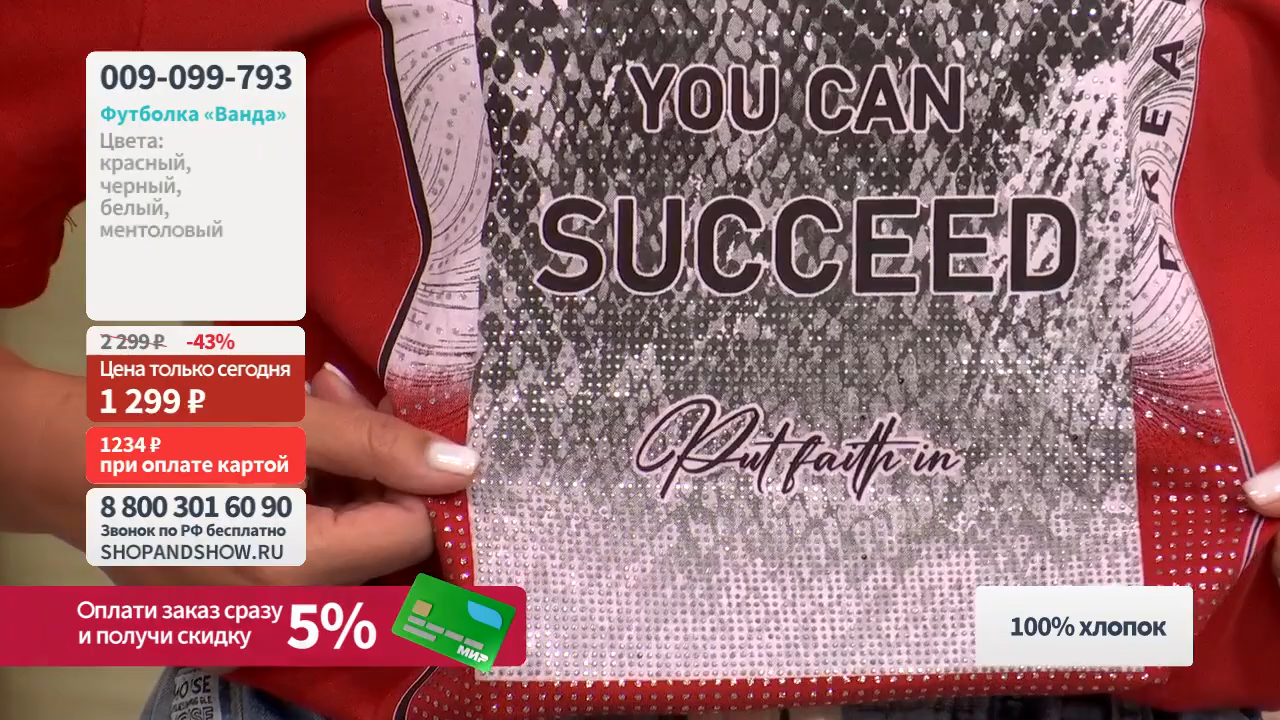 009-099-793
Футболка «Ванда»
Цвета:
красный,
черный,
белый,
ментоловый
2 299 ₽ -43%
Цена только сегодня
1 299 ₽
1234 ₽
при оплате картой
8 800 301 60 90
Звонок по РФ бесплатно
SHOPANDSHOW.RU
Оплати заказ сразу
и получи скидку
5%
МИР
100% хлопок
YOU CAN
SUCCEED
Put faith in
DREA